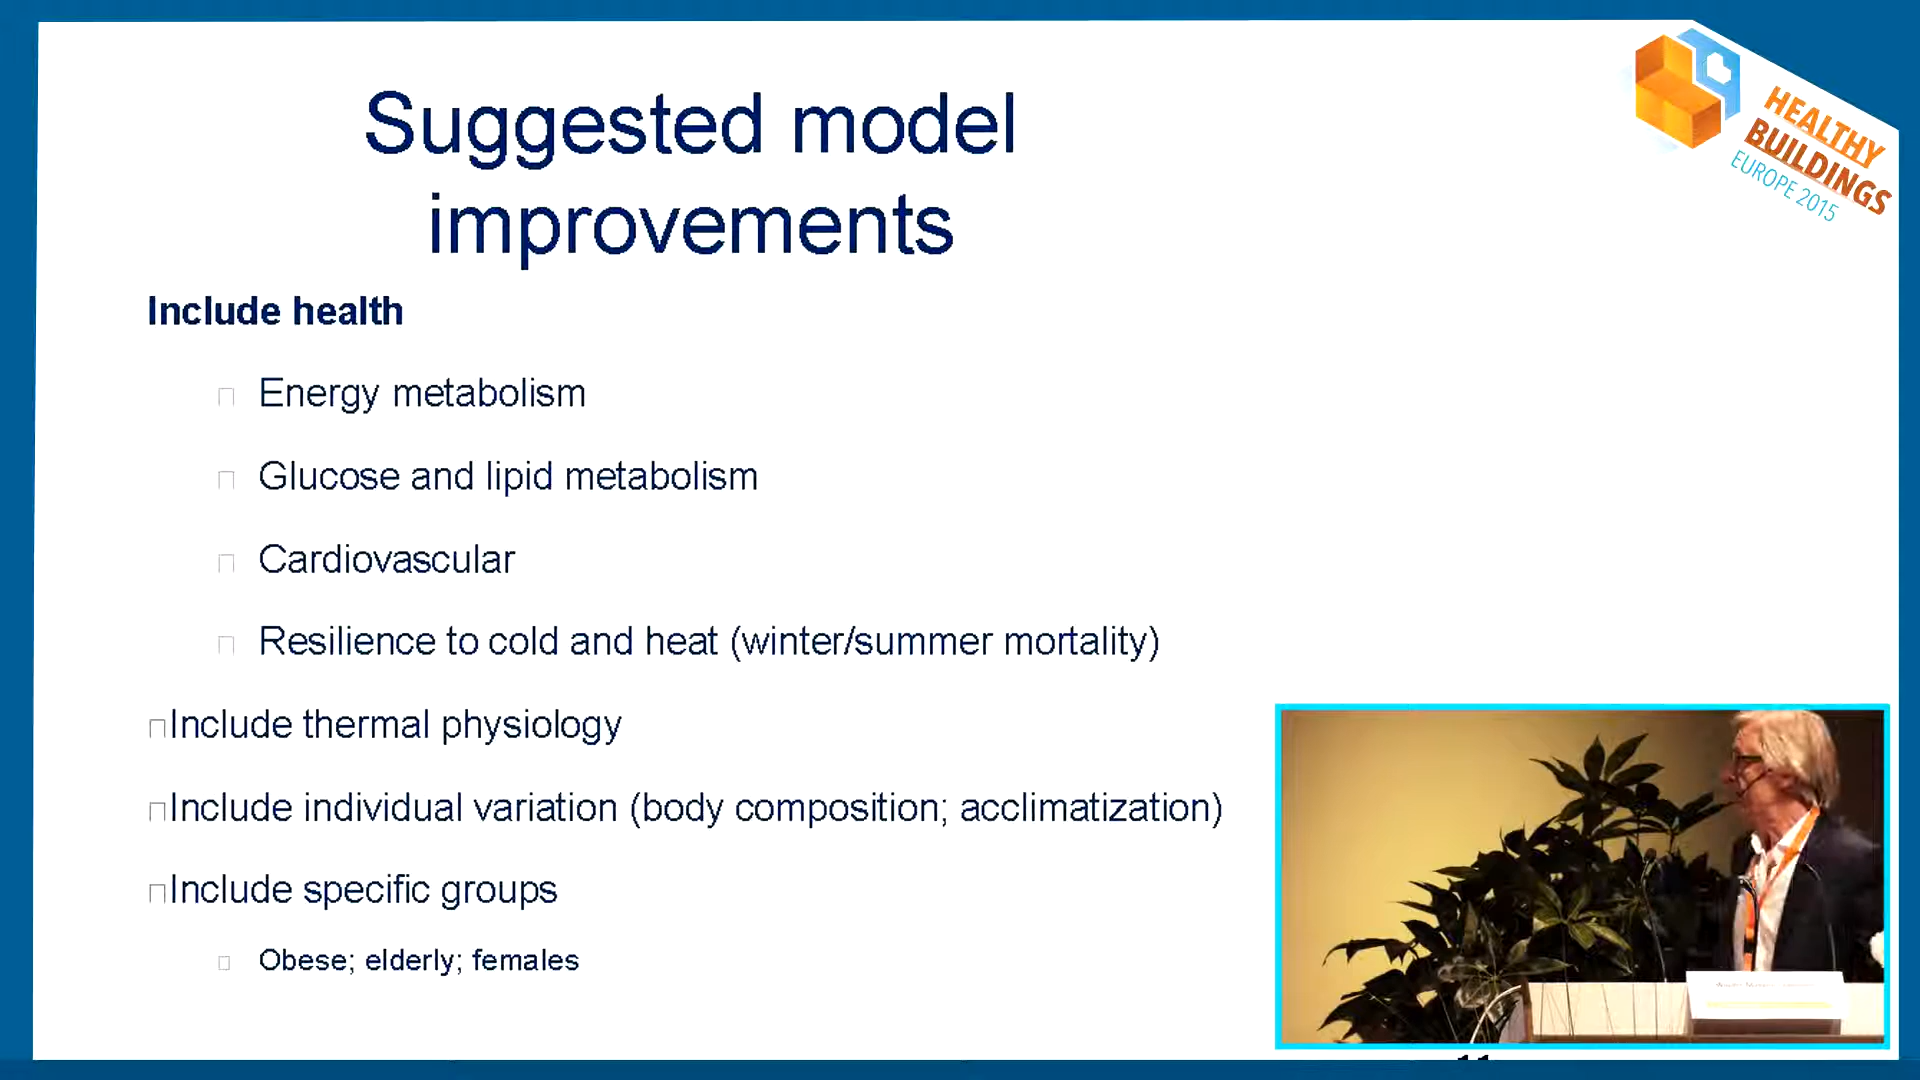 Suggested model
improvements
HEALTHY
BUILDINGS
EUROPE 2015
Include health
Energy metabolism
Glucose and lipid metabolism
Cardiovascular
Resilience to cold and heat (winter/summer mortality)
Include thermal physiology
Include individual variation (body composition; acclimatization)
Include specific groups
Obese; elderly; females